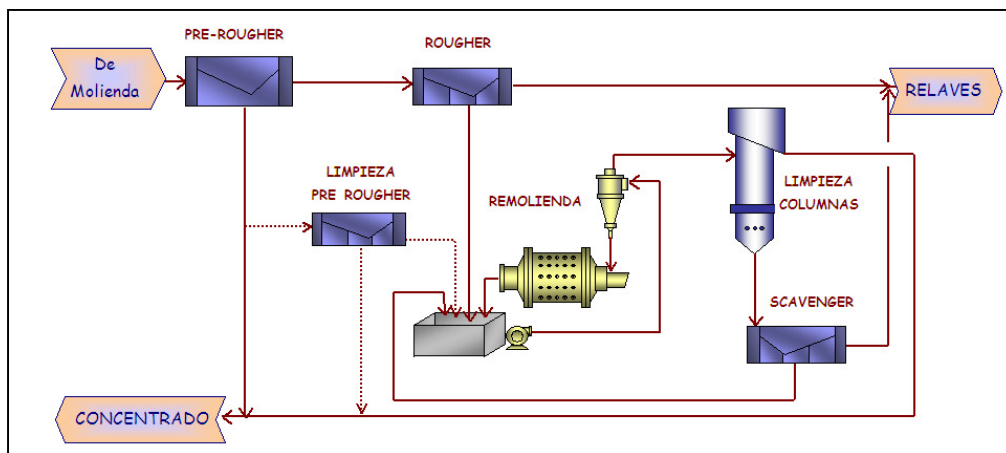 PRE-ROUGHER
ROUGHER
De
Molienda
RELAVES
LIMPIEZA
PRE ROUGHER
REMOLIENDA
LIMPIEZA
COLUMNAS
SCAVENGER
CONCENTRADO